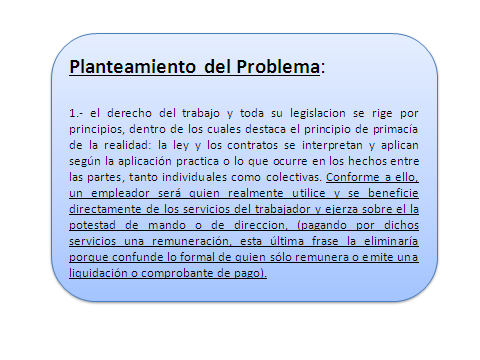 Planteamiento del Problema:
1.- el derecho del trabajo y toda su legislacion se rige por
principios, dentro de los cuales destaca el principio de primacía
de la realidad: la ley y los contratos se interpretan y aplican
según la aplicación practica o lo que ocurre en los hechos entre
las partes, tanto individuales como colectivas. Conforme a ello,
un empleador será quien realmente utilice y se beneficie
directamente de los servicios del trabajador y ejerza sobre el la
potestad de mando o de direccion, (pagando por dichos
servicios una remuneración, esta última frase la eliminaría
porque confunde lo formal de quien sólo remunera o emite una
liquidación o comprobante de pago).